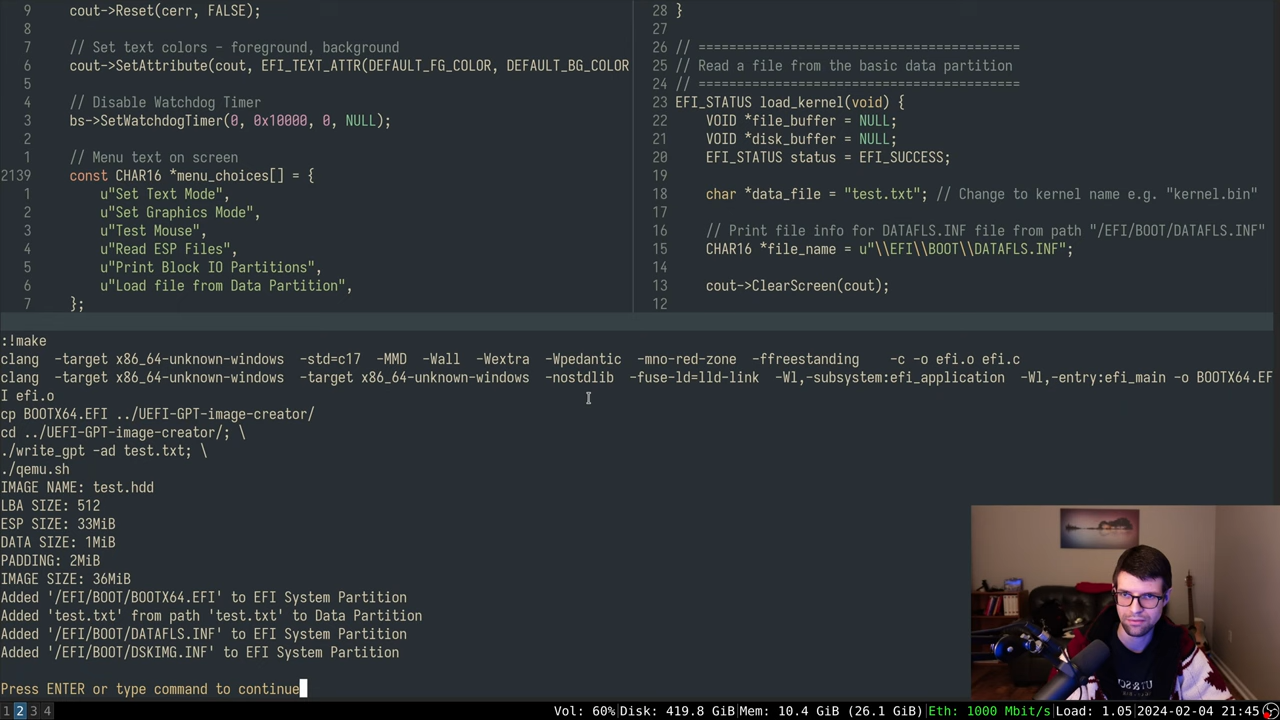 9    cout->Reset(cerr, FALSE);
8
7    // Set text colors - foreground, background
6    cout->SetAttribute(cout, EFI_TEXT_ATTR(DEFAULT_FG_COLOR, DEFAULT_BG_COLOR
5
4    // Disable Watchdog Timer
3    bs->SetWatchdogTimer(0, 0x10000, 0, NULL);
2
1    // Menu text on screen
2139    const CHAR16 *menu_choices[] = {
1        u"Set Text Mode",
2        u"Set Graphics Mode",
3        u"Test Mouse",
4        u"Read ESP Files",
5        u"Print Block IO Partitions",
6        u"Load file from Data Partition",
7    };
28 }
27
26 // ==========================================
25 // Read a file from the basic data partition
24 // ==========================================
23 EFI_STATUS load_kernel(void) {
22     VOID *file_buffer = NULL;
21     VOID *disk_buffer = NULL;
20     EFI_STATUS status = EFI_SUCCESS;
19
18     char *data_file = "test.txt"; // Change to kernel name e.g. "kernel.bin"
17
16     // Print file info for DATAFLS.INF file from path "/EFI/BOOT/DATAFLS.INF"
15     CHAR16 *file_name = u"\\EFI\\BOOT\\DATAFLS.INF";
14
13     cout->ClearScreen(cout);
12
:!make
clang  -target x86_64-unknown-windows  -std=c17  -MMD  -Wall  -Wextra  -Wpedantic  -mno-red-zone  -ffreestanding    -c -o efi.o efi.c
clang  -target x86_64-unknown-windows  -target x86_64-unknown-windows  -nostdlib  -fuse-ld=lld-link  -Wl,-subsystem:efi_application  -Wl,-entry:efi_main -o BOOTX64.EF
I efi.o
cp BOOTX64.EFI ../UEFI-GPT-image-creator/
cd ../UEFI-GPT-image-creator/; \
./write_gpt -ad test.txt; \
./qemu.sh
IMAGE NAME: test.hdd
LBA SIZE: 512
ESP SIZE: 33MiB
DATA SIZE: 1MiB
PADDING: 2MiB
IMAGE SIZE: 36MiB
Added '/EFI/BOOT/BOOTX64.EFI' to EFI System Partition
Added 'test.txt' from path 'test.txt' to Data Partition
Added '/EFI/BOOT/DATAFLS.INF' to EFI System Partition
Added '/EFI/BOOT/DSKIMG.INF' to EFI System Partition
Press ENTER or type command to continue
1 2 3 4 Vol: 60% Disk: 419.8 GiB Mem: 10.4 GiB (26.1 GiB) Eth: 1000 Mbit/s Load: 1.05 2024-02-04 21:45